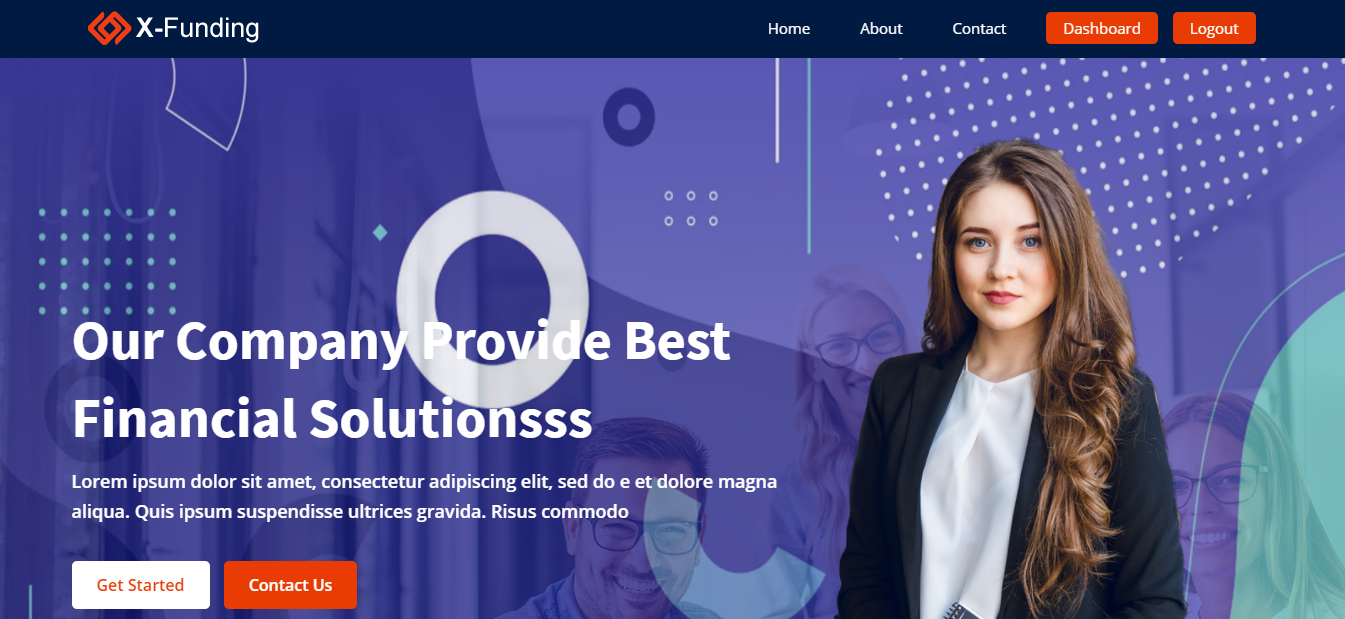 X-Funding
Home
About
Contact
Dashboard
Logout
Our Company Provide Best
Financial Solutionsss
Lorem ipsum dolor sit amet, consectetur adipiscing elit, sed do e et dolore magna
aliqua. Quis ipsum suspendisse ultrices gravida. Risus commodo
Get Started
Contact Us